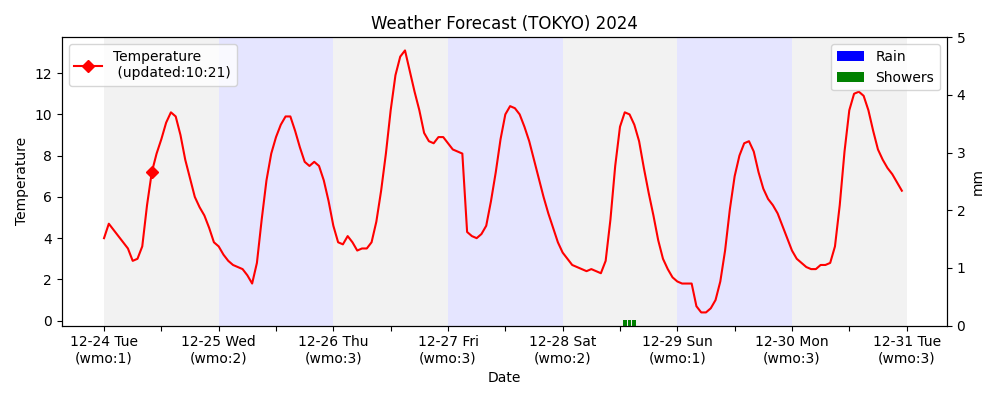 Weather Forecast (TOKYO) 2024
Temperature
(updated:10:21)
Rain
Showers
Temperature
12
10
8
6
4
2
0
5
4
3
2
1
0
mm
12-24 Tue 12-25 Wed 12-26 Thu 12-27 Fri 12-28 Sat 12-29 Sun 12-30 Mon 12-31 Tue
(wmo:1) (wmo:2) (wmo:3) (wmo:3) (wmo:2) (wmo:1) (wmo:3) (wmo:3)
Date